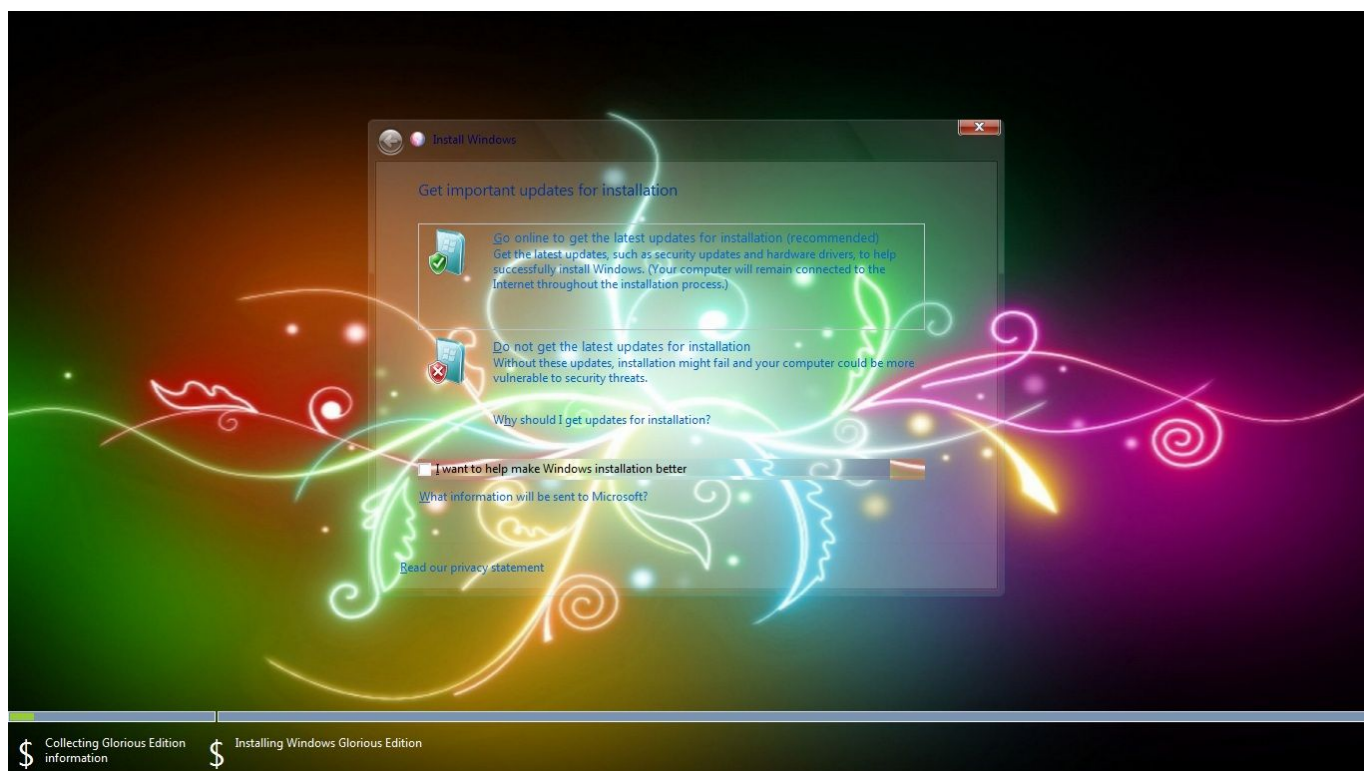 Install Windows
Get important updates for installation
Go online to get the latest updates for installation (recommended)
Get the latest updates, such as security updates and hardware drivers, to help
successfully install Windows. (Your computer will remain connected to the
Internet throughout the installation process.)
Do not get the latest updates for installation
Without these updates, installation might fail and your computer could be more
vulnerable to security threats.
Why should I get updates for installation?
I want to help make Windows installation better
What information will be sent to Microsoft?
Read our privacy statement
$ Collecting Glorious Edition
information
$ Installing Windows Glorious Edition